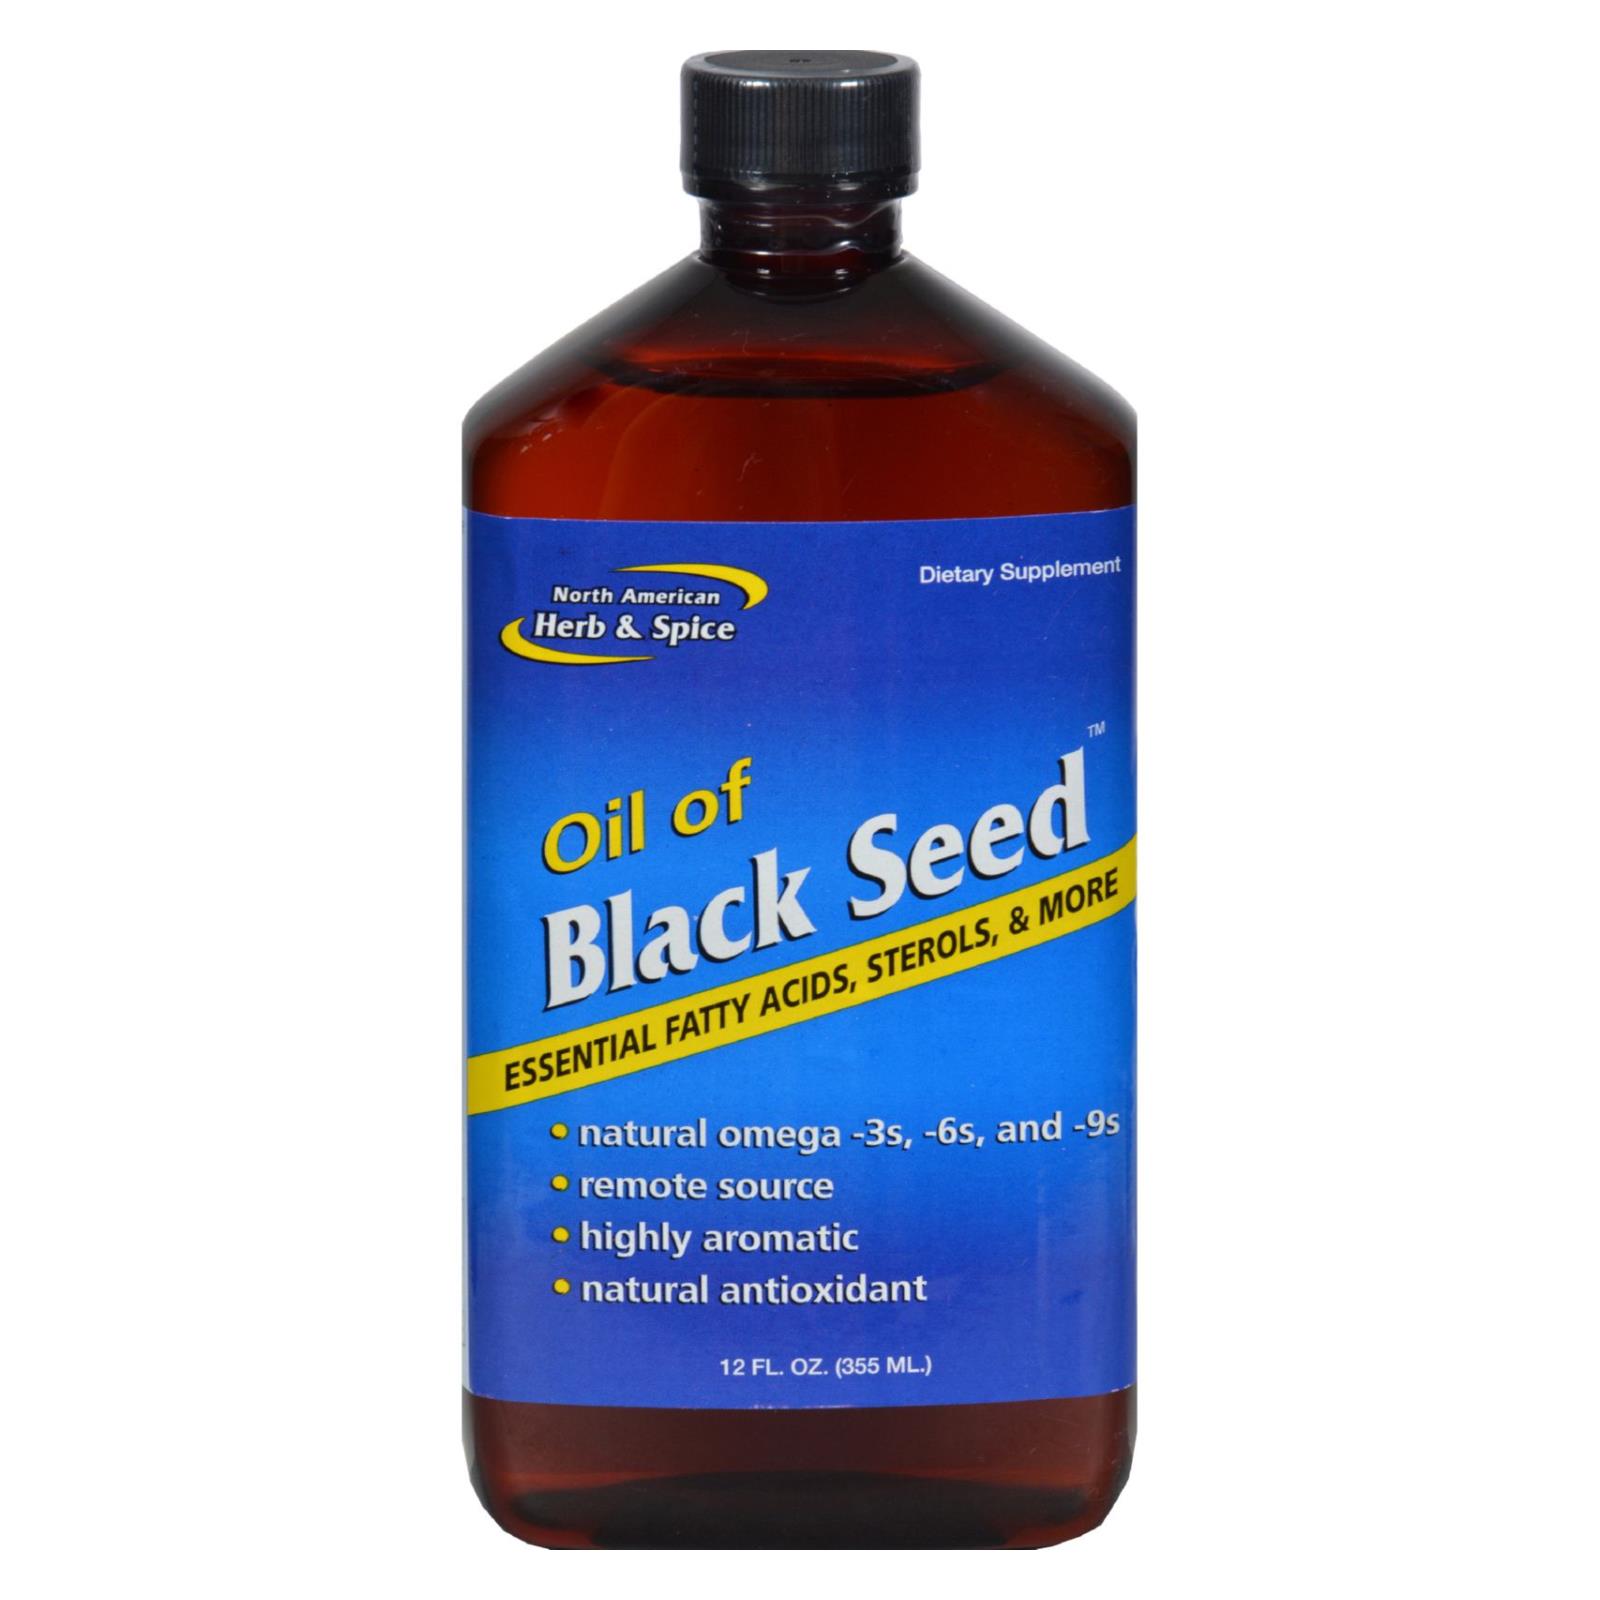 North American
Herb & Spice
Dietary Supplement
Oil of
Black Seed™
ESSENTIAL FATTY ACIDS, STEROLS, & MORE
• natural omega -3s, -6s, and -9s
• remote source
• highly aromatic
• natural antioxidant
12 FL. OZ. (355 ML.)